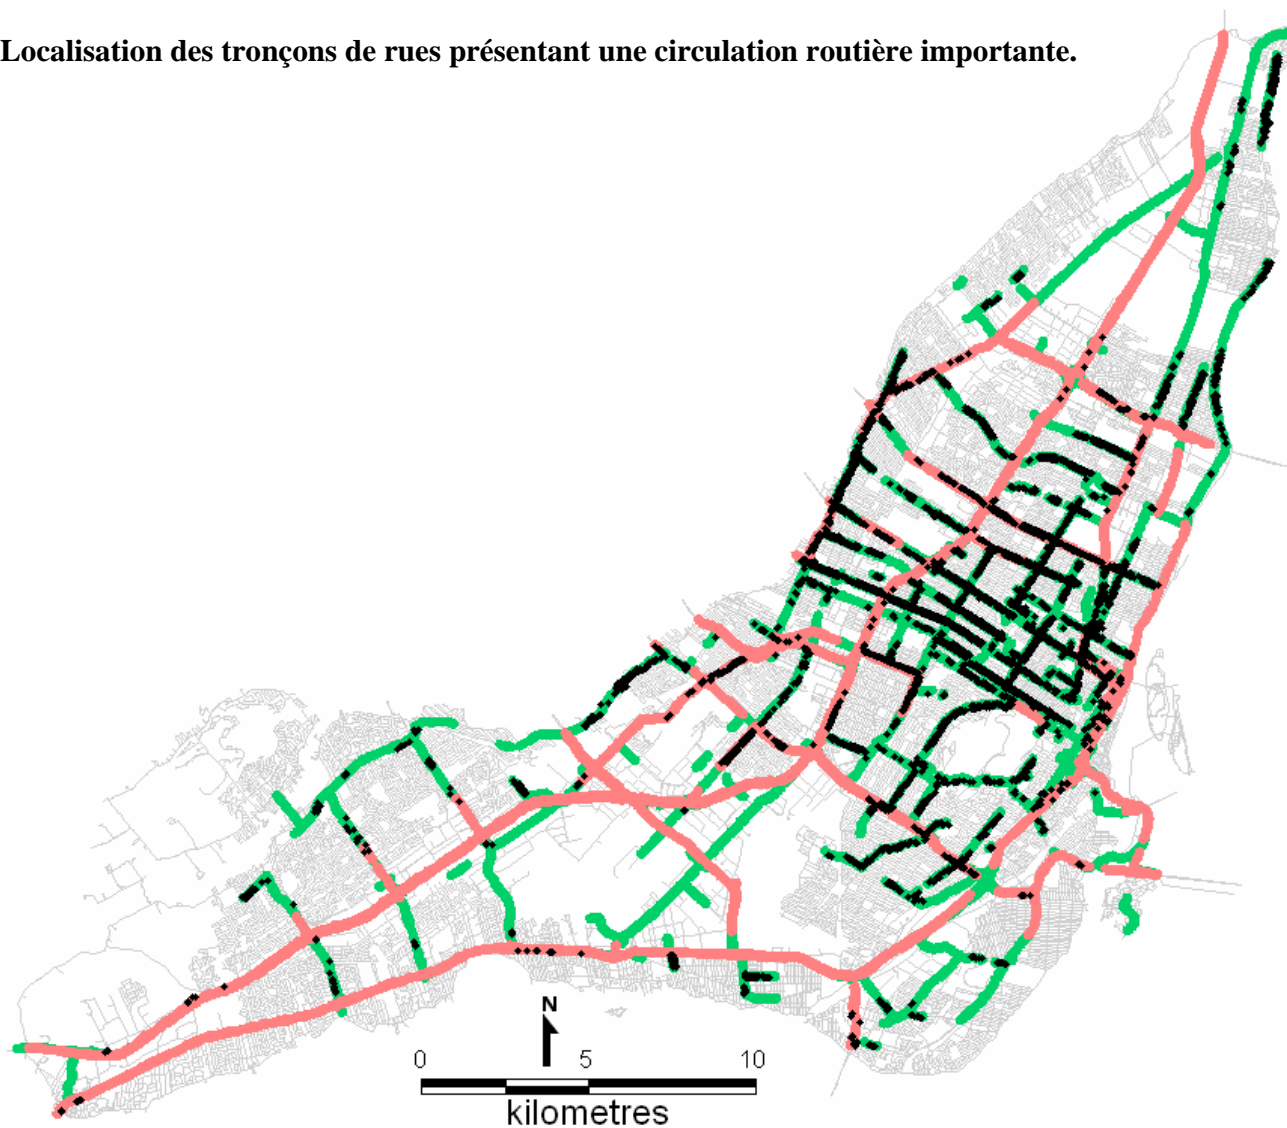 Localisation des tronçons de rues présentant une circulation routière importante.
N
0 5 10
kilometres